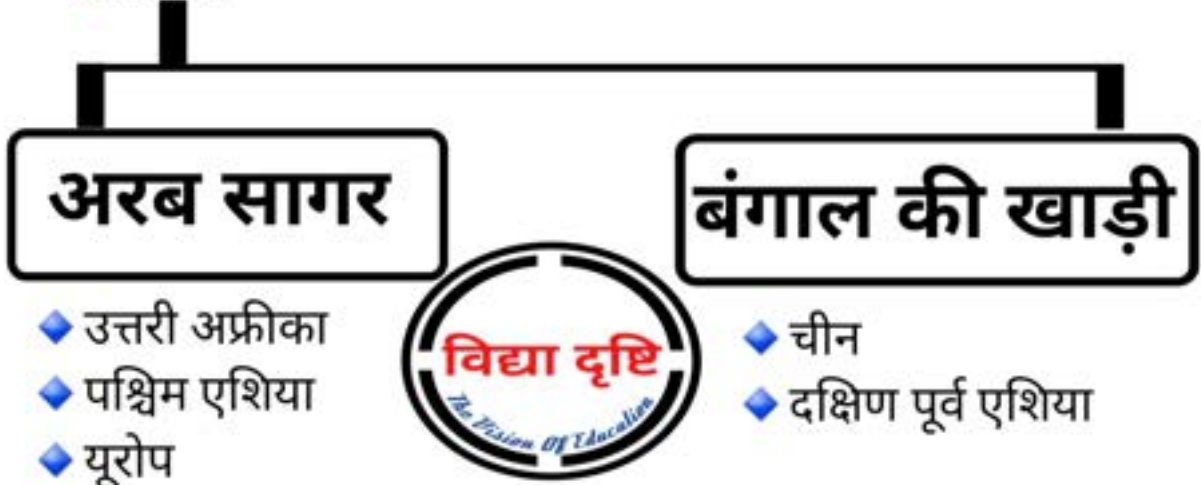 अरब सागर
बंगाल की खाड़ी
उत्तरी अफ्रीका
पश्चिम एशिया
यूरोप
विद्या दृष्टि
The Vision Of Education
चीन
दक्षिण पूर्व एशिया